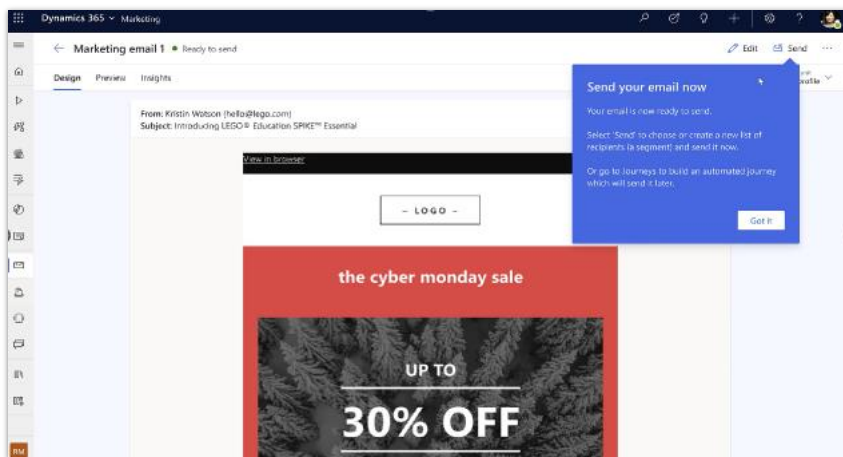 Dynamics 365
Marketing
Marketing email 1
Ready to send
Edit
Send
Design
Preview
Insights
profile
From: Kristin Watson (hello@lego.com)
Subject: Introducing LEGO® Education SPIKE™ Essential
Send your email now
Your email is now ready to send.
Select 'Send' to choose or create a new list of
recipients (a segment) and send it now.
Or go to Journeys to build an automated journey
which will send it later.
Got it
View in browser
- LOGO -
the cyber monday sale
UP TO
30% OFF
RM